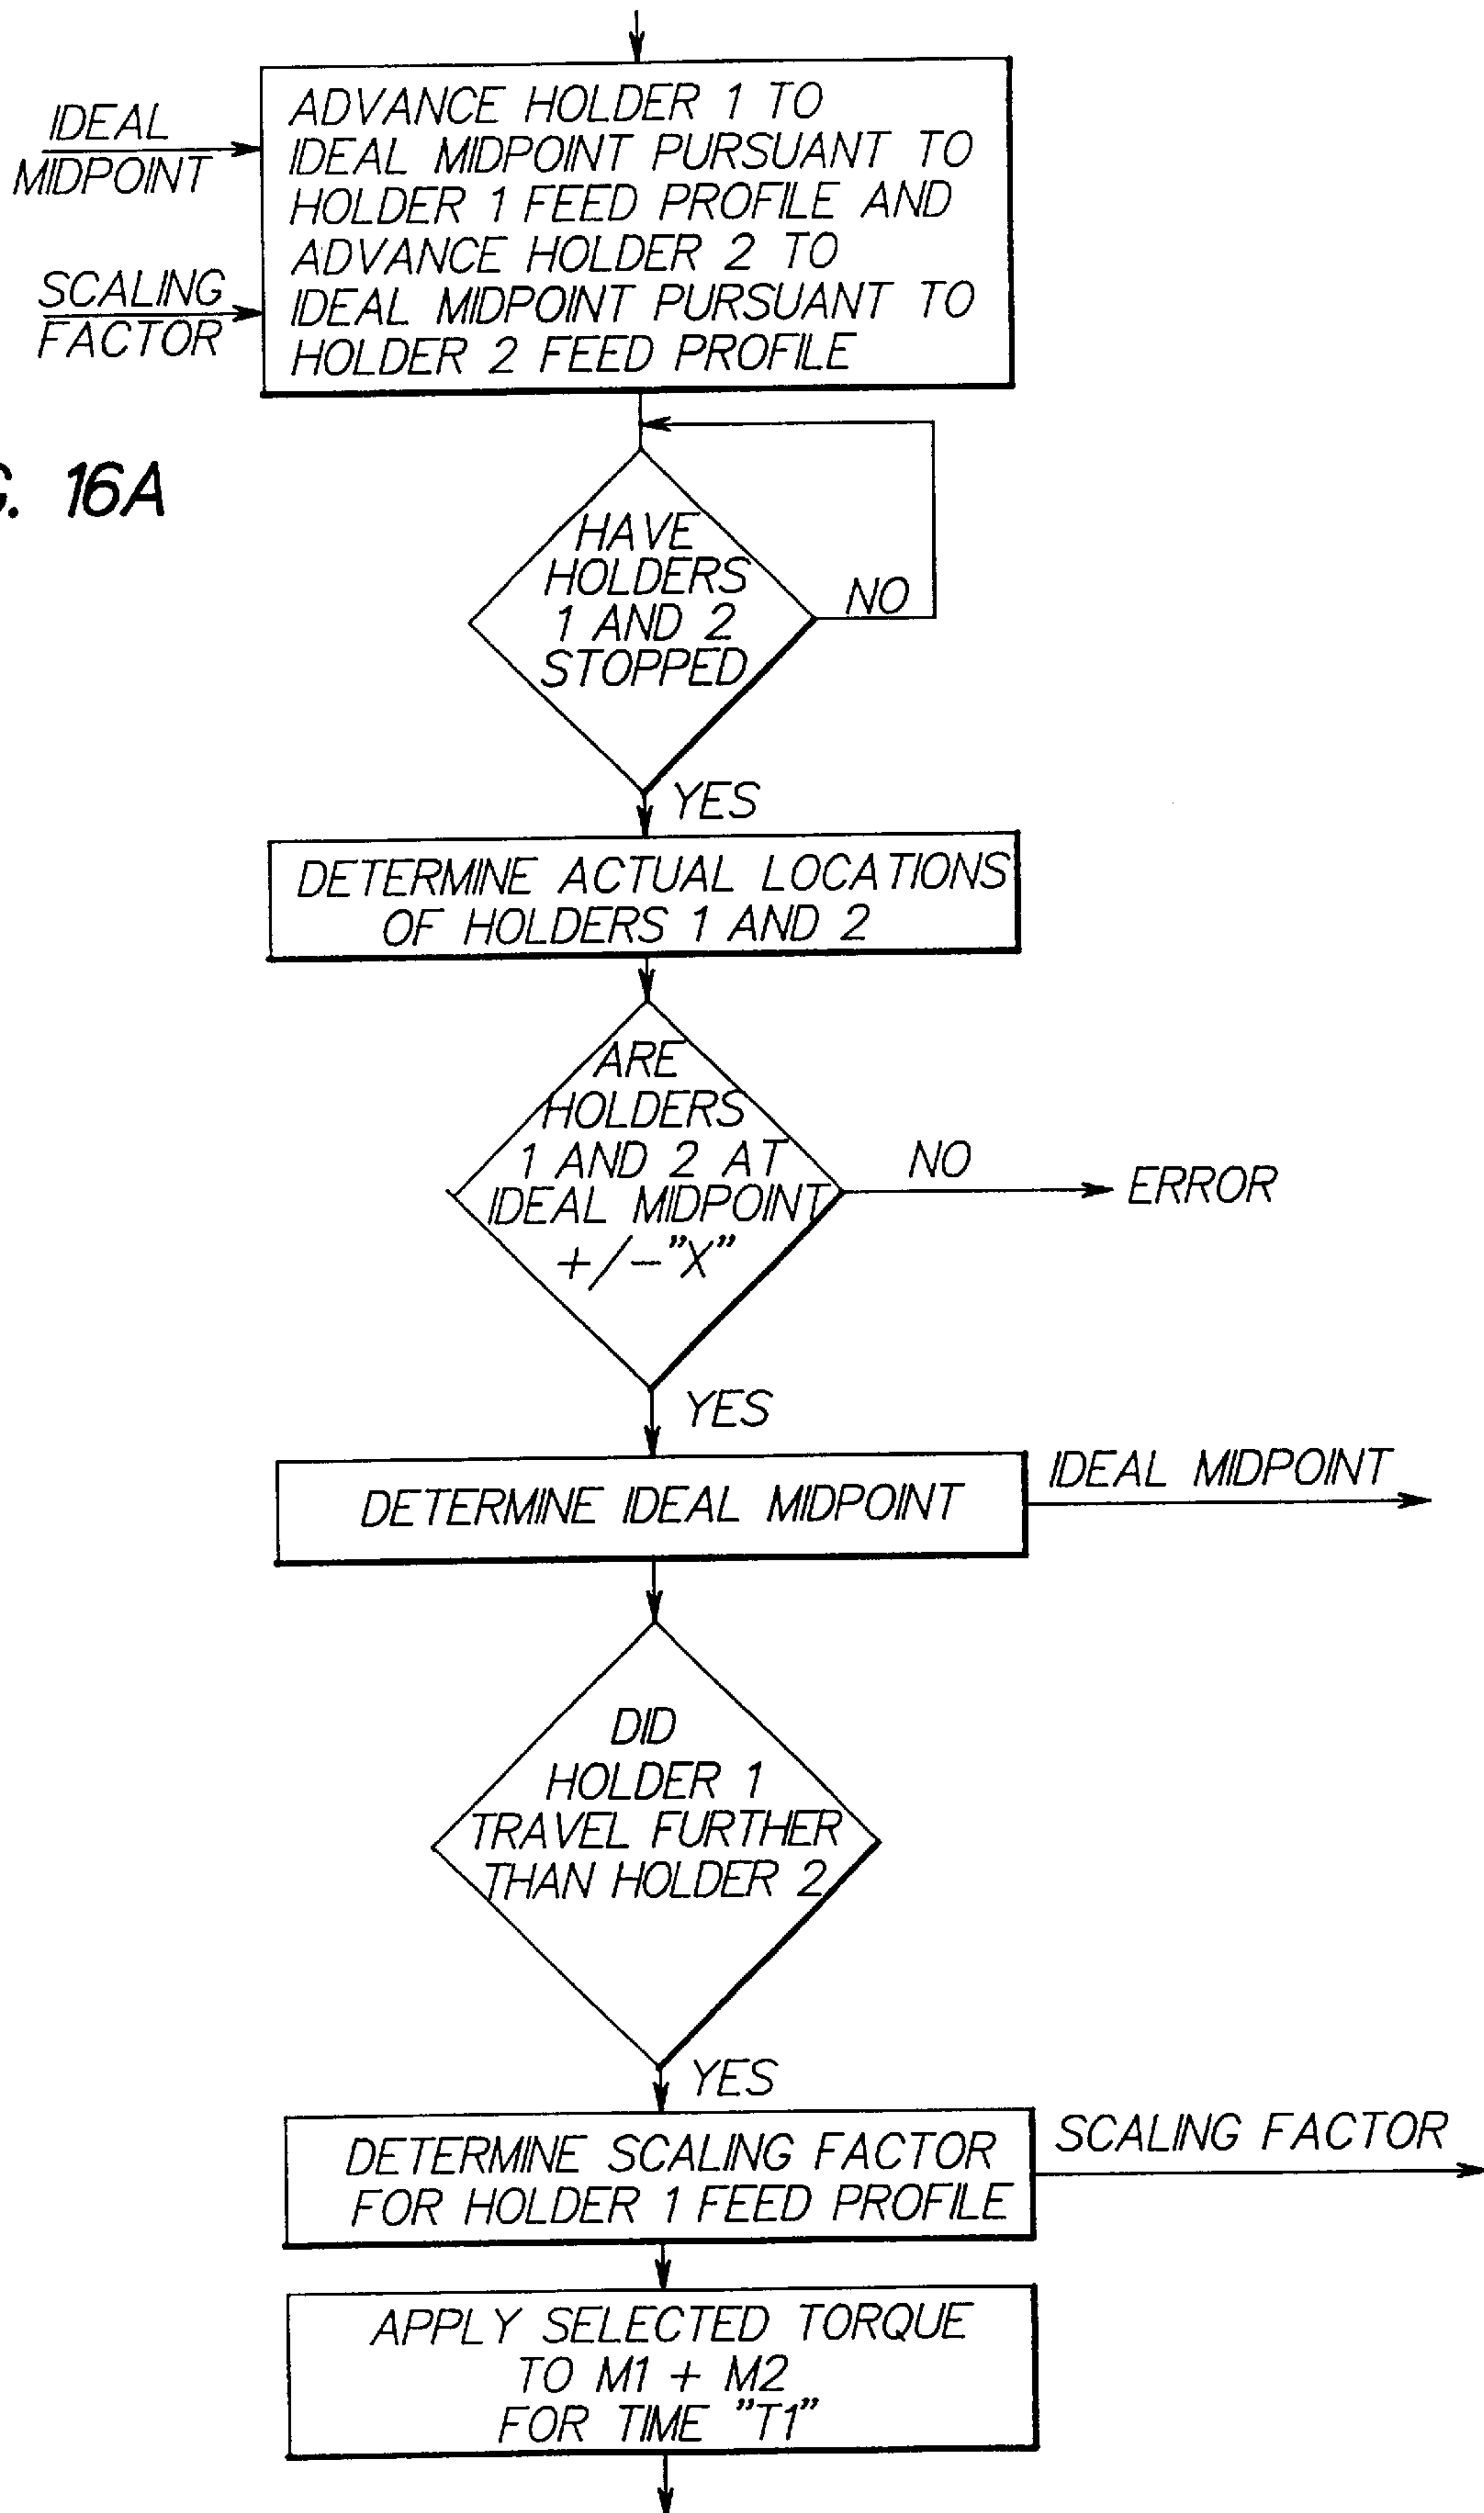 IDEAL
MIDPOINT
SCALING
FACTOR
ADVANCE HOLDER 1 TO
IDEAL MIDPOINT PURSUANT TO
HOLDER 1 FEED PROFILE AND
ADVANCE HOLDER 2 TO
IDEAL MIDPOINT PURSUANT TO
HOLDER 2 FEED PROFILE
G. 16A
HAVE
HOLDERS
1 AND 2
STOPPED
NO
YES
DETERMINE ACTUAL LOCATIONS
OF HOLDERS 1 AND 2
ARE
HOLDERS
1 AND 2 AT
IDEAL MIDPOINT
+/-"X"
NO
ERROR
YES
DETERMINE IDEAL MIDPOINT
IDEAL MIDPOINT
DID
HOLDER 1
TRAVEL FURTHER
THAN HOLDER 2
YES
DETERMINE SCALING FACTOR
FOR HOLDER 1 FEED PROFILE
SCALING FACTOR
APPLY SELECTED TORQUE
TO M1 + M2
FOR TIME "T1"